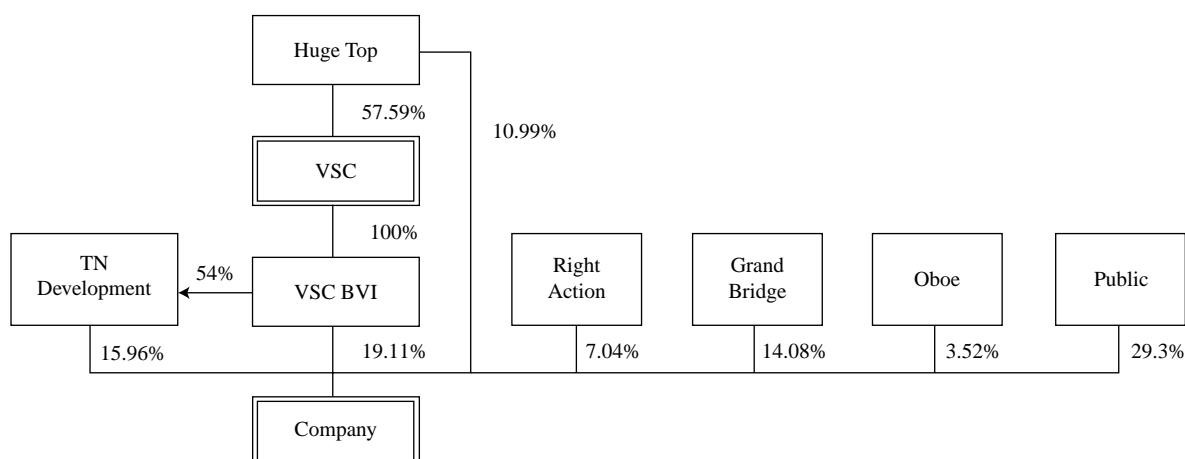 Huge Top
57.59%
10.99%
VSC
100%
TN
Development
54%
VSC BVI
Right
Action
Grand
Bridge
Oboe
Public
15.96%
19.11%
7.04%
14.08%
3.52%
29.3%
Company